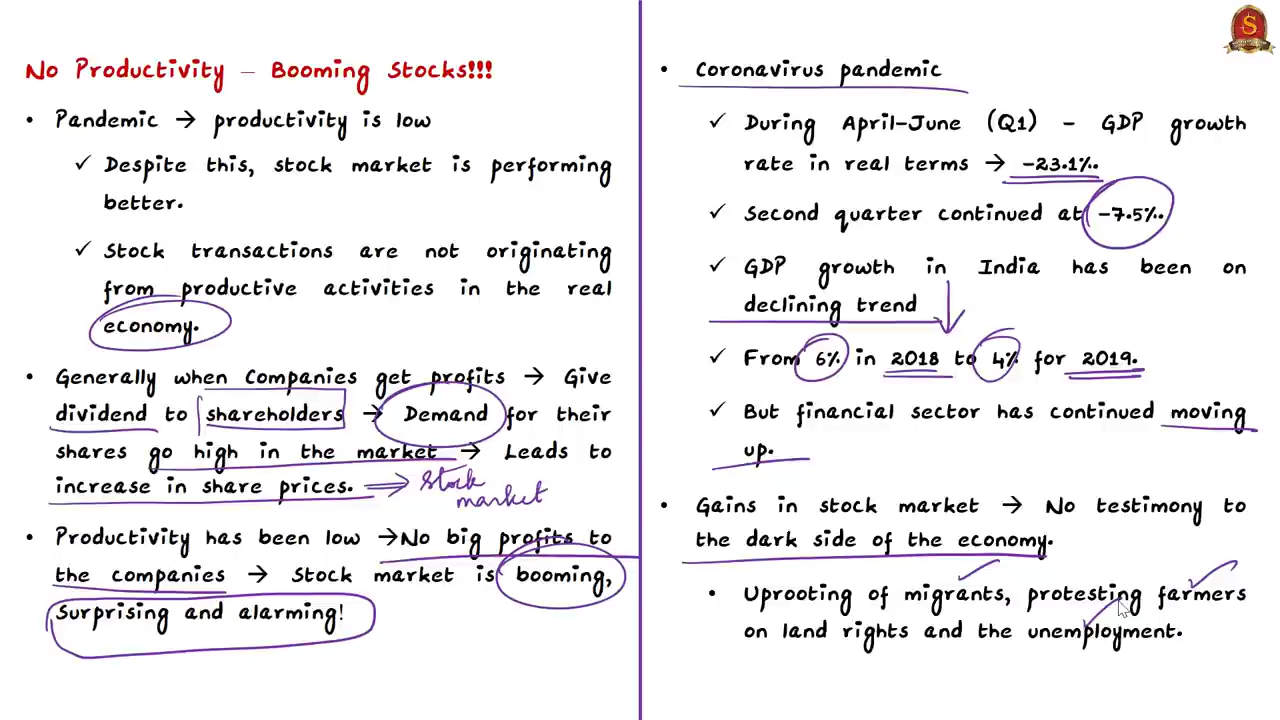 No Productivity – Booming Stocks!!!
• Pandemic → productivity is low
✓ Despite this, stock market is performing
better.
✓ Stock transactions are not originating
from productive activities in the real
economy.
• Generally when Companies get profits → Give
dividend to shareholders → Demand for their
shares go high in the market → Leads to
increase in share prices. ⇒ Stock
market
• Productivity has been low →No big profits to
the companies → Stock market is booming,
Surprising and alarming!
• Coronavirus pandemic
✓ During April-June (Q1) - GDP growth
rate in real terms → -23.1%.
✓ Second quarter continued at -7.5%.
✓ GDP growth in India has been on
declining trend
✓ From 6% in 2018 to 4% for 2019.
✓ But financial sector has continued moving
up.
• Gains in stock market → No testimony to
the dark side of the economy.
• Uprooting of migrants, protesting farmers
on land rights and the unemployment.
S